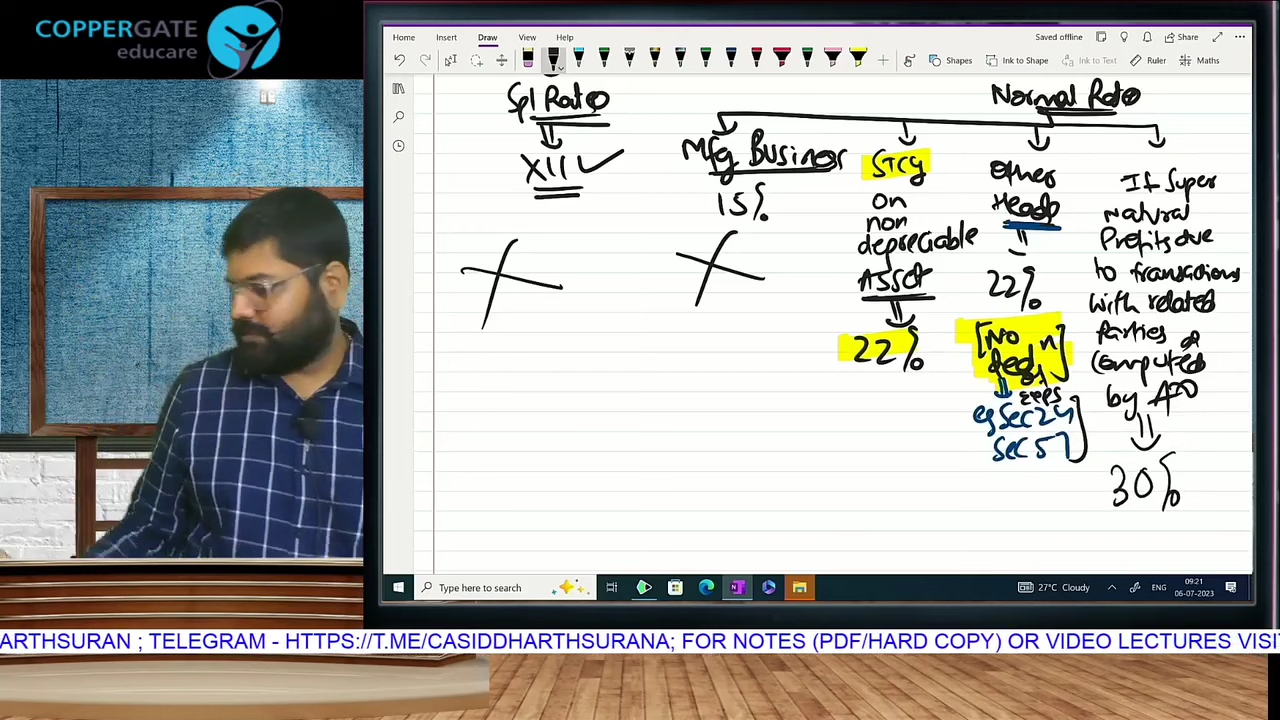 COPPERGATE
educare
Home Insert Draw View Help
Saved offline
Share
Shapes
Ink to Shape
Ink to Text
Ruler
Maths
Spl Rate
XII
Normal Rate
Mfg Business
15%
STCG
on
non
depreciable
Asset
22%
Other
Heads
22%
[No
dedn]
of
exps
eg Sec 24
Sec 57
If Super
Natural
Profits due
to transactions
with related
Parties &
Computed
by A.O
30%
Type here to search
27°C Cloudy
ENG
09:21
06-07-2023
ARTHSURAN ; TELEGRAM - HTTPS://T.ME/CASIDDHARTHSURANA; FOR NOTES (PDF/HARD COPY) OR VIDEO LECTURES VISI